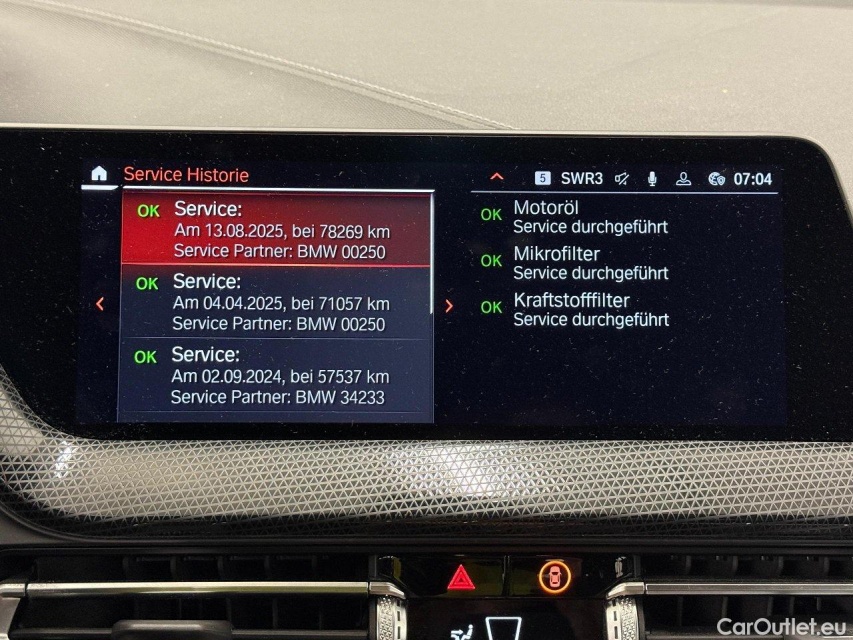 Service Historie
5 SWR3 07:04
OK Service:
Am 13.08.2025, bei 78269 km
Service Partner: BMW 00250
OK Service:
Am 04.04.2025, bei 71057 km
Service Partner: BMW 00250
OK Service:
Am 02.09.2024, bei 57537 km
Service Partner: BMW 34233
OK Motoröl
Service durchgeführt
OK Mikrofilter
Service durchgeführt
OK Kraftstofffilter
Service durchgeführt
CarOutlet.eu